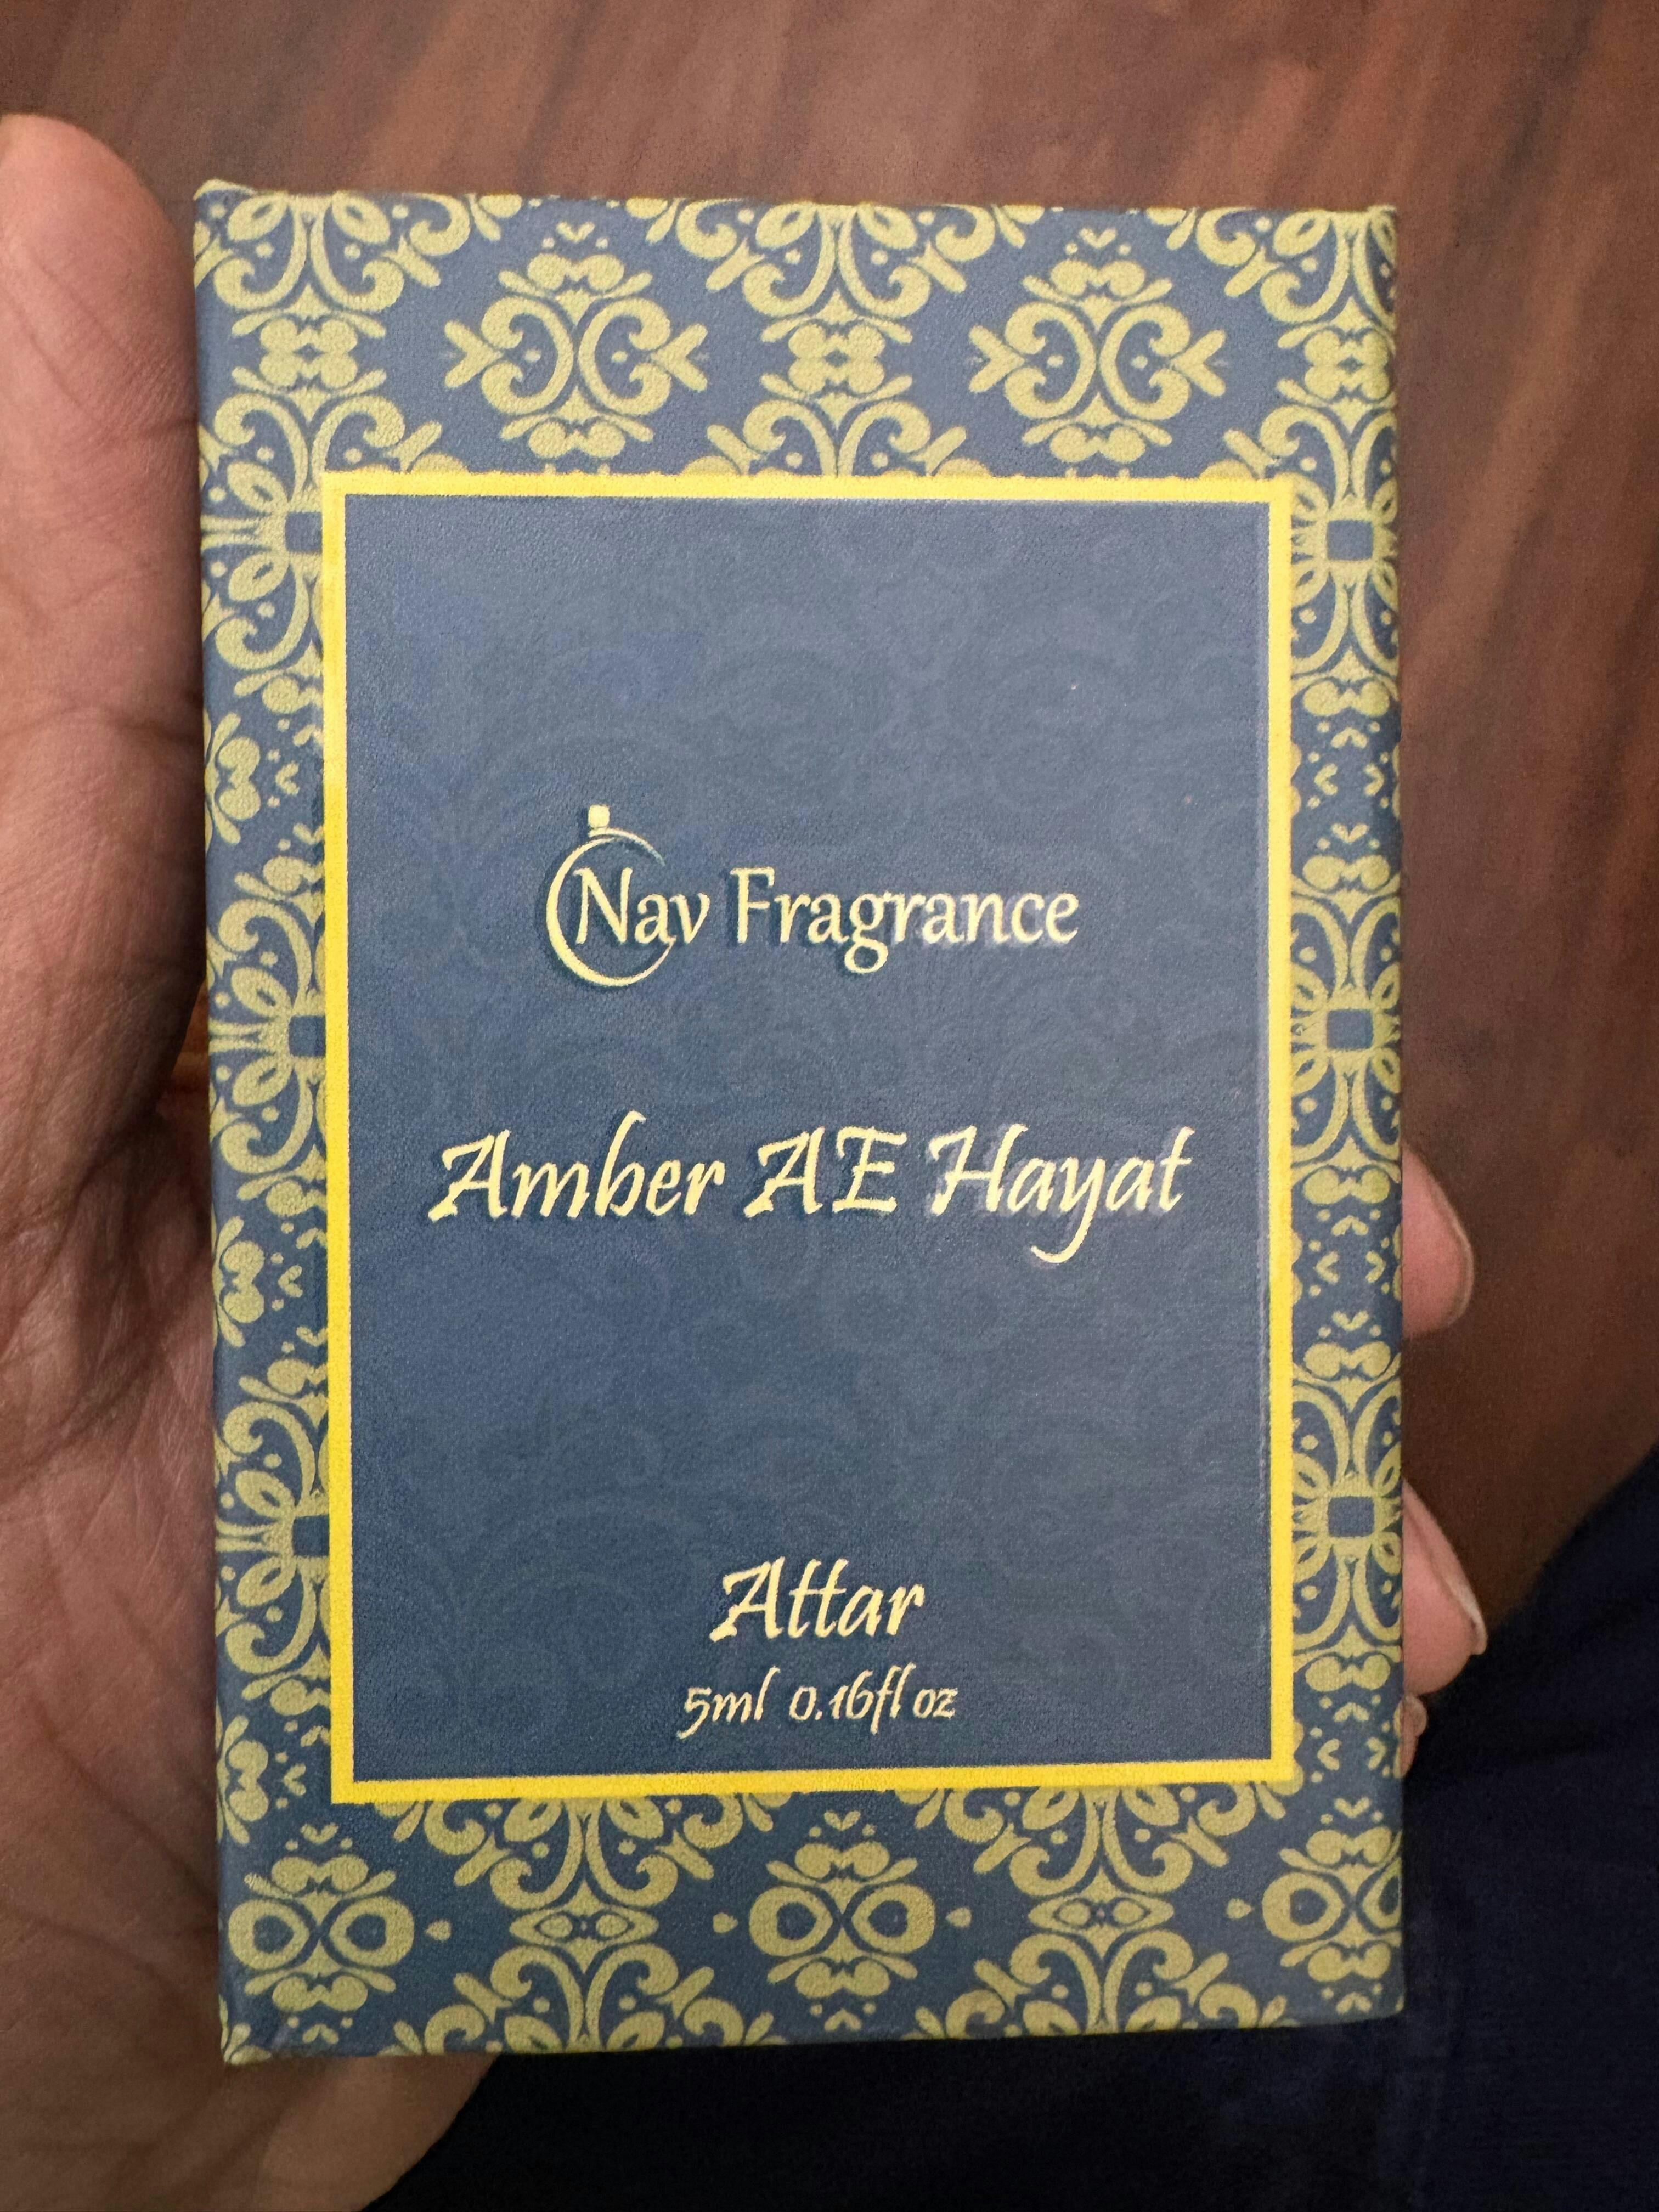 Nav Fragrance
Amber AE Hayat
Attar
5ml 0.16fl oz